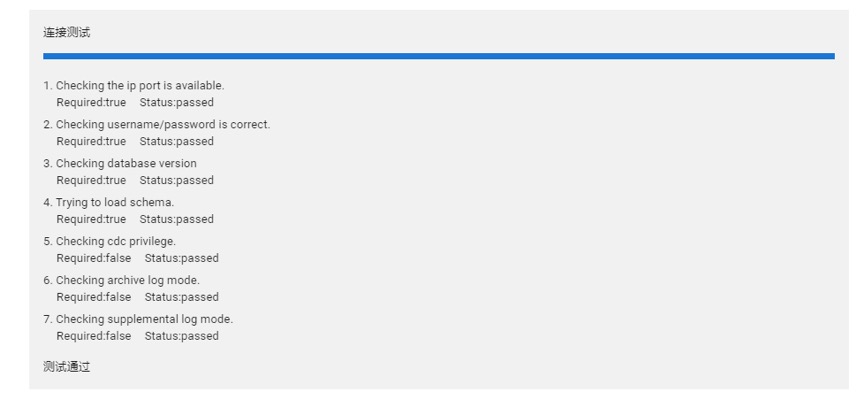 连接测试
1. Checking the ip port is available.
Required:true Status:passed
2. Checking username/password is correct.
Required:true Status:passed
3. Checking database version
Required:true Status:passed
4. Trying to load schema.
Required:true Status:passed
5. Checking cdc privilege.
Required:false Status:passed
6. Checking archive log mode.
Required:false Status:passed
7. Checking supplemental log mode.
Required:false Status:passed
测试通过